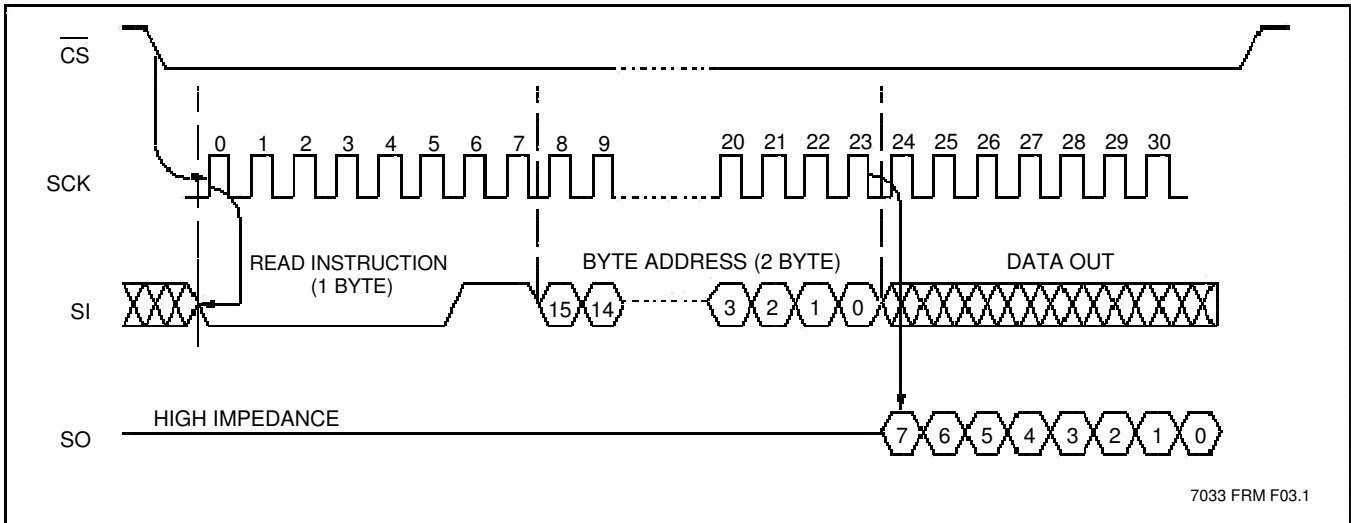 CS
0 1 2 3 4 5 6 7 8 9 20 21 22 23 24 25 26 27 28 29 30
SCK
READ INSTRUCTION
(1 BYTE)
BYTE ADDRESS (2 BYTE)
DATA OUT
SI
15 14 3 2 1 0
HIGH IMPEDANCE
SO
7 6 5 4 3 2 1 0
7033 FRM F03.1